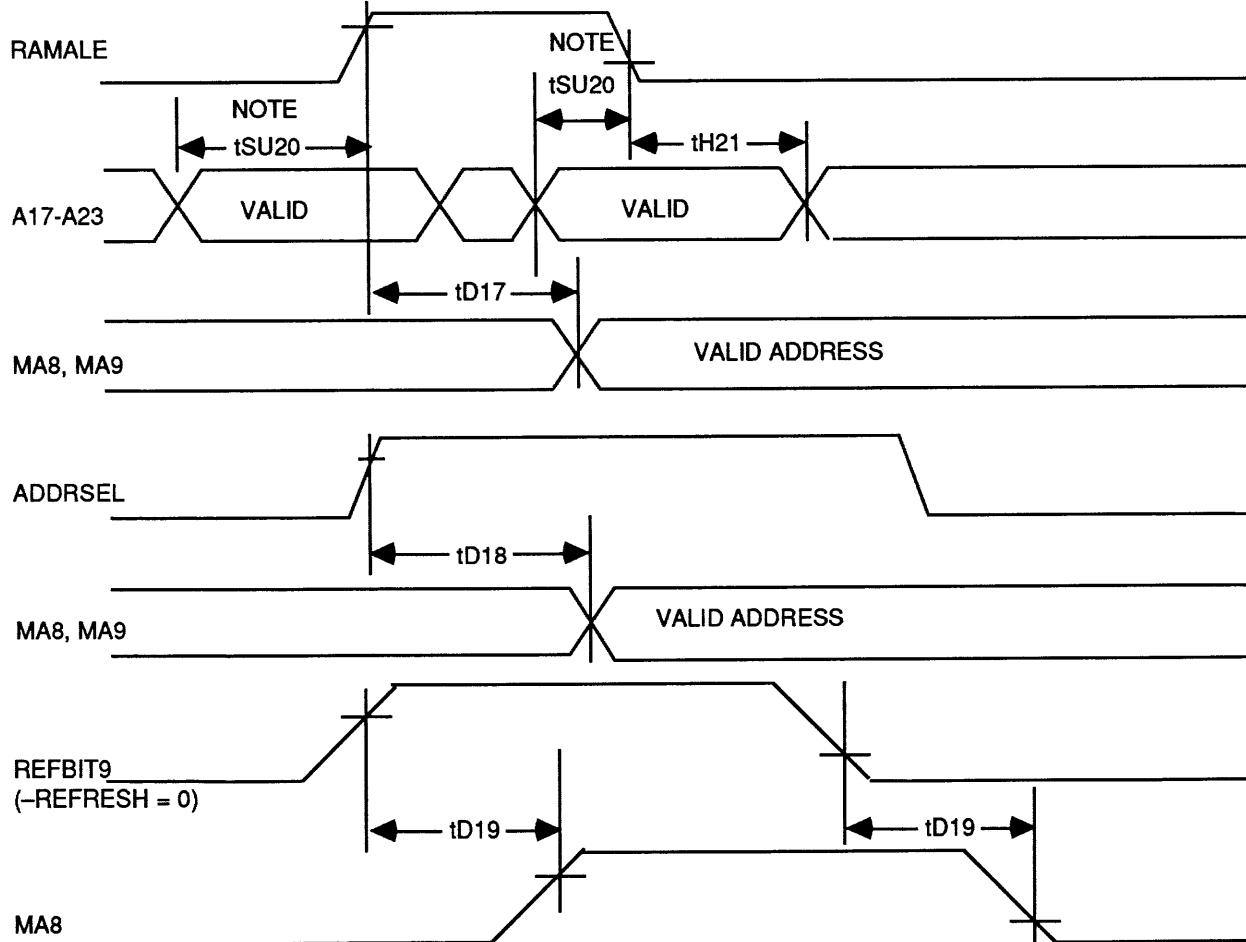 RAMALE
NOTE
tSU20
NOTE
tSU20
tH21
A17-A23
VALID
VALID
tD17
MA8, MA9
VALID ADDRESS
ADDRSEL
tD18
MA8, MA9
VALID ADDRESS
REFBIT9
(–REFRESH = 0)
tD19
tD19
MA8